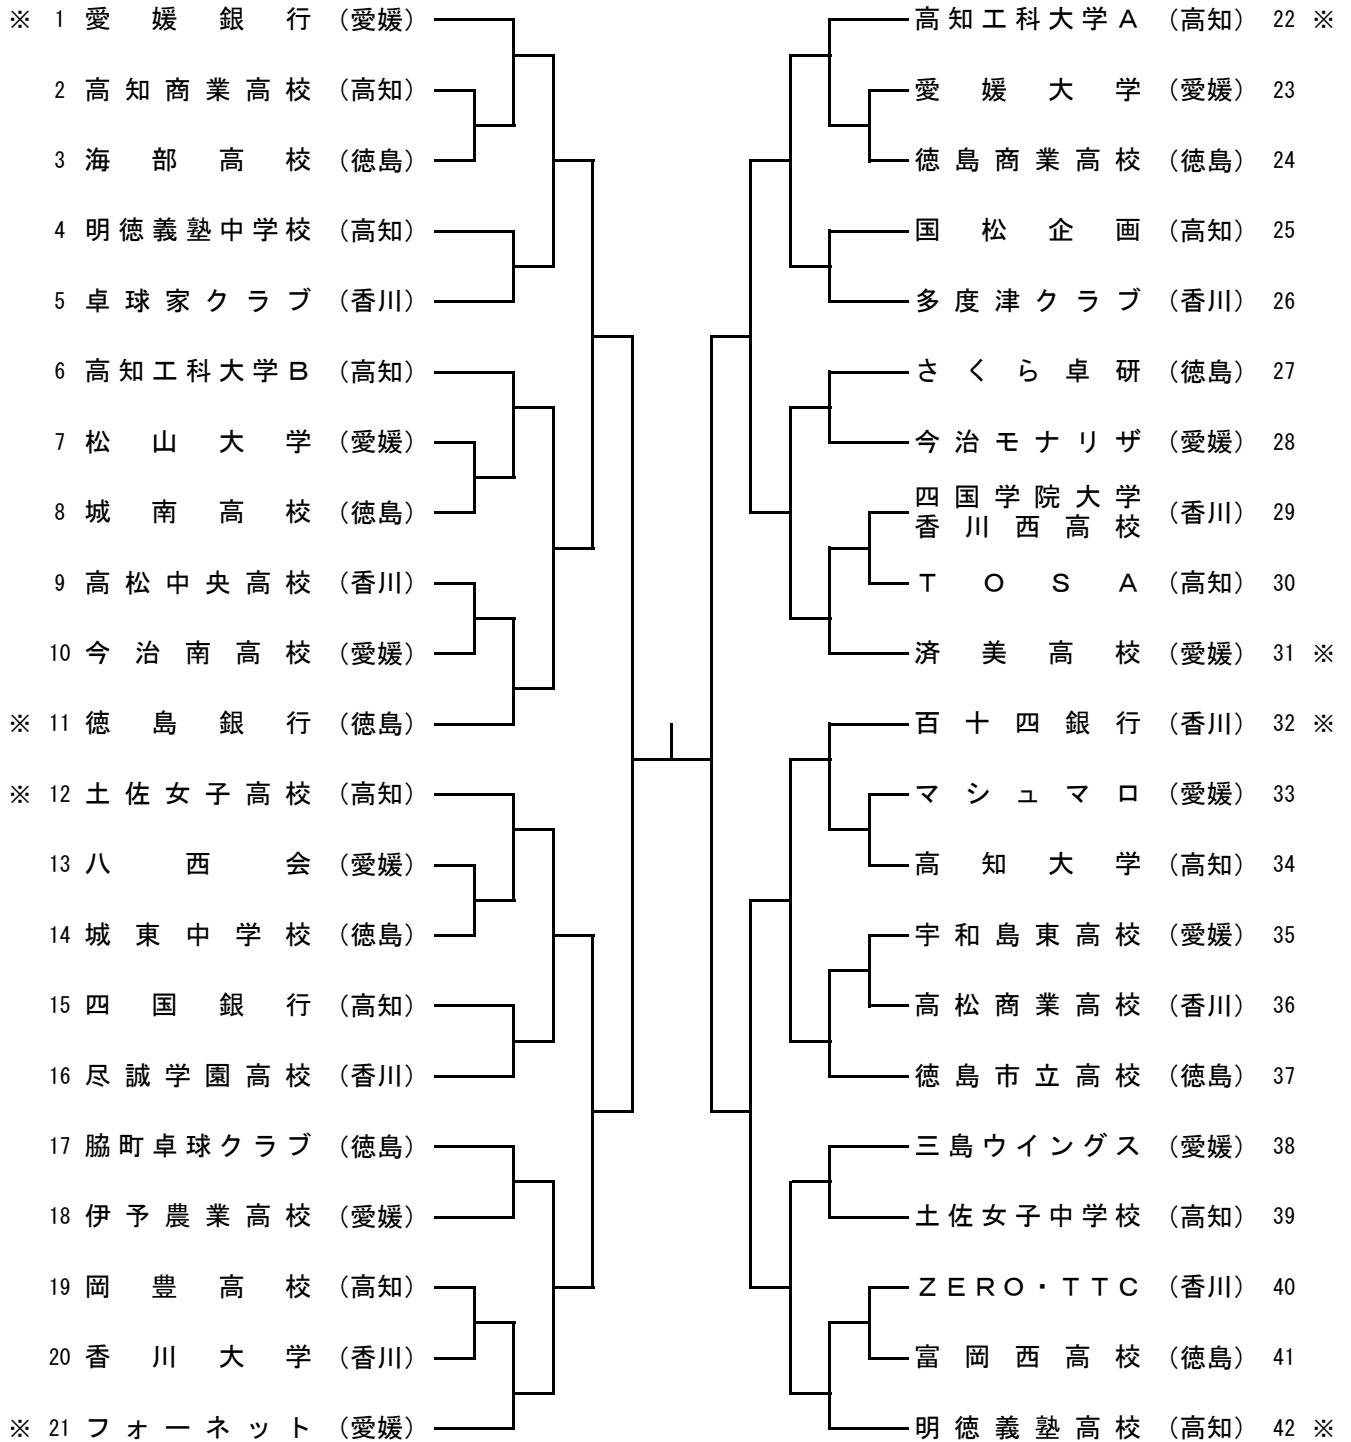 ※ 1 愛媛銀行 (愛媛)
2 高知商業高校 (高知)
3 海部高校 (徳島)
4 明徳義塾中学校 (高知)
5 卓球家クラブ (香川)
6 高知工科大学B (高知)
7 松山大学 (愛媛)
8 城南高校 (徳島)
9 高松中央高校 (香川)
10 今治南高校 (愛媛)
※ 11 徳島銀行 (徳島)
※ 12 土佐女子高校 (高知)
13 八西会 (愛媛)
14 城東中学校 (徳島)
15 四国銀行 (高知)
16 尽誠学園高校 (香川)
17 脇町卓球クラブ (徳島)
18 伊予農業高校 (愛媛)
19 岡豊高校 (高知)
20 香川大学 (香川)
※ 21 フォーネット (愛媛)
高知工科大学A (高知) 22 ※
愛媛大学 (愛媛) 23
徳島商業高校 (徳島) 24
国松企画 (高知) 25
多度津クラブ (香川) 26
さくら卓研 (徳島) 27
今治モナリザ (愛媛) 28
四国学院大学
香川西高校 (香川) 29
TOSA (高知) 30
済美高校 (愛媛) 31 ※
百十四銀行 (香川) 32 ※
マシュマロ (愛媛) 33
高知大学 (高知) 34
宇和島東高校 (愛媛) 35
高松商業高校 (香川) 36
徳島市立高校 (徳島) 37
三島ウイングス (愛媛) 38
土佐女子中学校 (高知) 39
ZERO・TTC (香川) 40
富岡西高校 (徳島) 41
明徳義塾高校 (高知) 42 ※